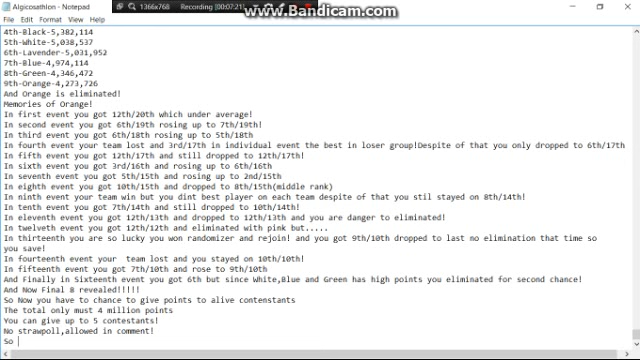 Algicosathlon - Notepad
1366x768 Recording [00:07:21]
www.Bandicam.com
File Edit Format View Help
4th-Black-5,382,114
5th-White-5,038,537
6th-Lavender-5,031,952
7th-Blue-4,974,114
8th-Green-4,346,472
9th-Orange-4,273,726
And Orange is eliminated!
Memories of Orange!
In first event you got 12th/20th which under average!
In second event you got 6th/19th rosing up to 7th/19th!
In third event you got 6th/18th rosing up to 5th/18th
In fourth event your team lost and 3rd/17th in individual event the best in loser group!Despite of that you only dropped to 6th/17th
In fifth event you got 12th/17th and still dropped to 12th/17th!
In sixth event you got 3rd/16th and rosing up to 6th/16th
In seventh event you got 5th/15th and rosing up to 2nd/15th
In eighth event you got 10th/15th and dropped to 8th/15th(middle rank)
In ninth event your team win but you dint best player on each team despite of that you stil stayed on 8th/14th!
In tenth event you got 7th/14th and still dropped to 10th/14th!
In eleventh event you got 12th/13th and dropped to 12th/13th and you are danger to eliminated!
In twelveth event you got 12th/12th and eliminated with pink but.....
In thirteenth you are so lucky you won randomizer and rejoin! and you got 9th/10th dropped to last no elimination that time so
you save!
In fourteenth event your team lost and you stayed on 10th/10th!
In fifteenth event you got 7th/10th and rose to 9th/10th
And Finally in Sixteenth event you got 6th but since White,Blue and Green has high points you eliminated for second chance!
And Now Final 8 revealed!!!!!
So Now you have to chance to give points to alive contenstants
The total only must 4 million points
You can give up to 5 contestants!
No strawpoll,allowed in comment!
So